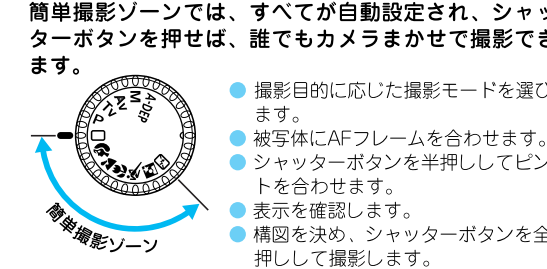 簡単撮影ゾーンでは、すべてが自動設定され、シャッ
ターボタンを押せば、誰でもカメラまかせで撮影でき
ます。
A-DEP
M
Av
Tv
P
簡単撮影ゾーン
撮影目的に応じた撮影モードを選び
ます。
被写体にAFフレームを合わせます。
シャッターボタンを半押ししてピン
トを合わせます。
表示を確認します。
構図を決め、シャッターボタンを全
押しして撮影します。